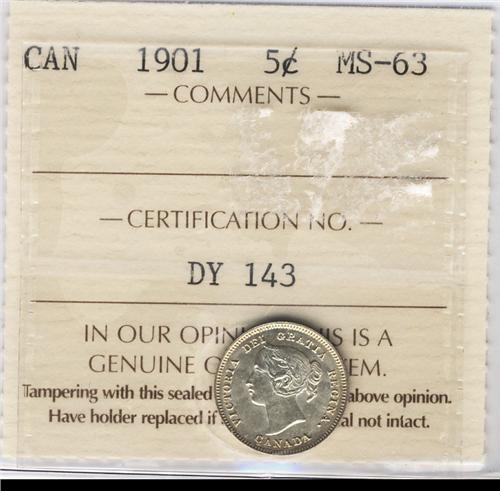 CAN 1901 5¢ MS-63
— COMMENTS —
— CERTIFICATION NO. —
DY 143
IN OUR THIS IS A
GENUINE
Tampering with this sealed above opinion.
Have holder replaced if not intact.
VICTORIA DEI GRATIA REGINA.
CANADA